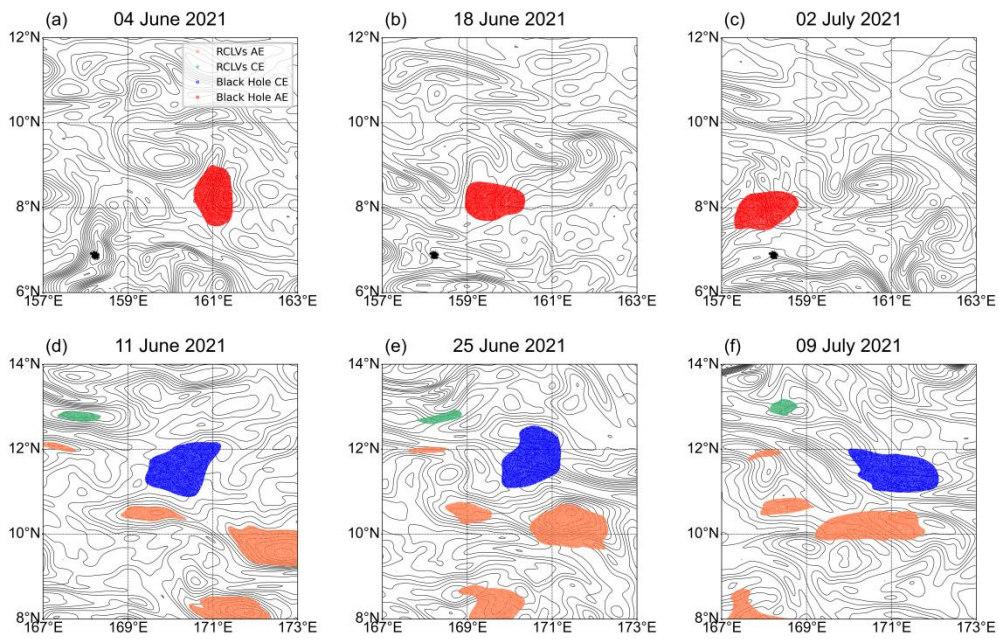 (a) 04 June 2021
(b) 18 June 2021
(c) 02 July 2021
12°N
10°N
8°N
6°N
RCLVs AE
RCLVs CE
Black Hole CE
Black Hole AE
157°E 159°E 161°E 163°E
12°N
10°N
8°N
6°N
157°E 159°E 161°E 163°E
12°N
10°N
8°N
6°N
157°E 159°E 161°E 163°E
(d) 11 June 2021
(e) 25 June 2021
(f) 09 July 2021
14°N
12°N
10°N
8°N
167°E 169°E 171°E 173°E
14°N
12°N
10°N
8°N
167°E 169°E 171°E 173°E
14°N
12°N
10°N
8°N
167°E 169°E 171°E 173°E